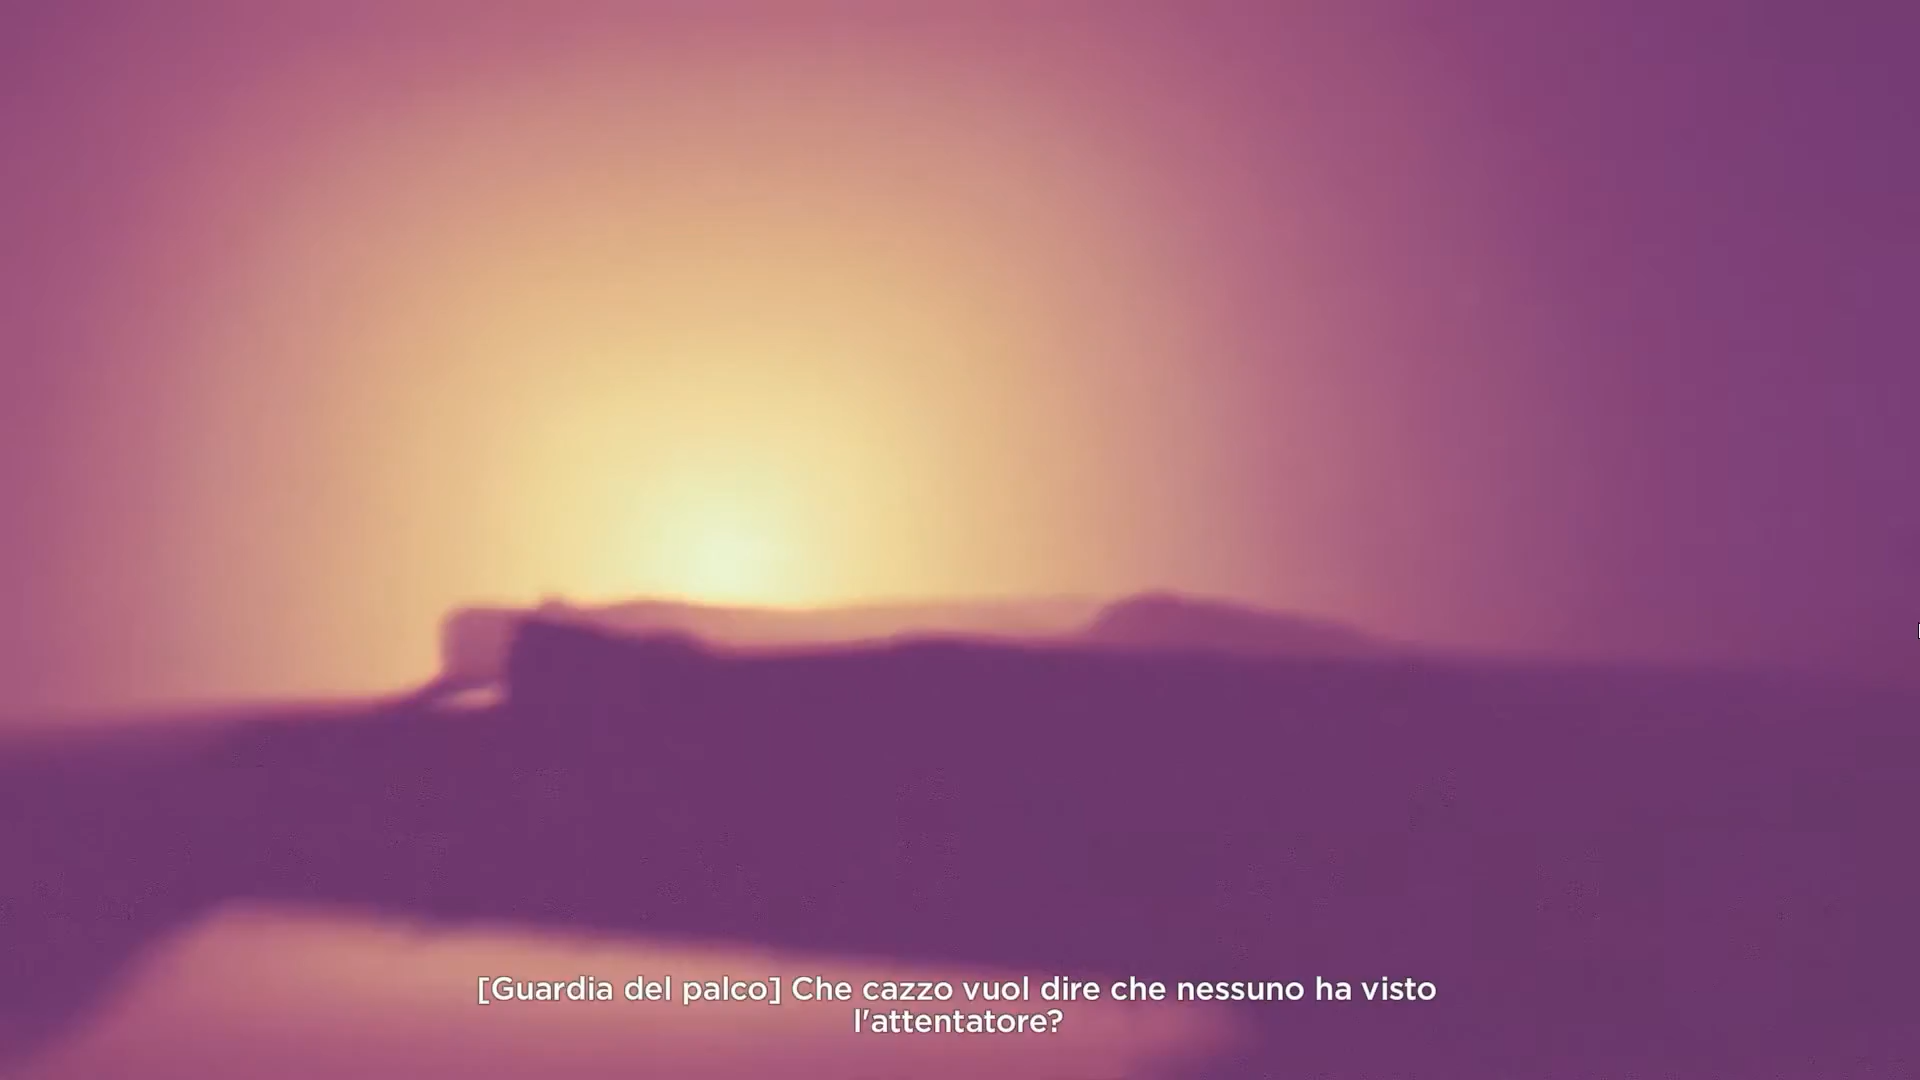 [Guardia del palco] Che cazzo vuol dire che nessuno ha visto
l'attentatore?